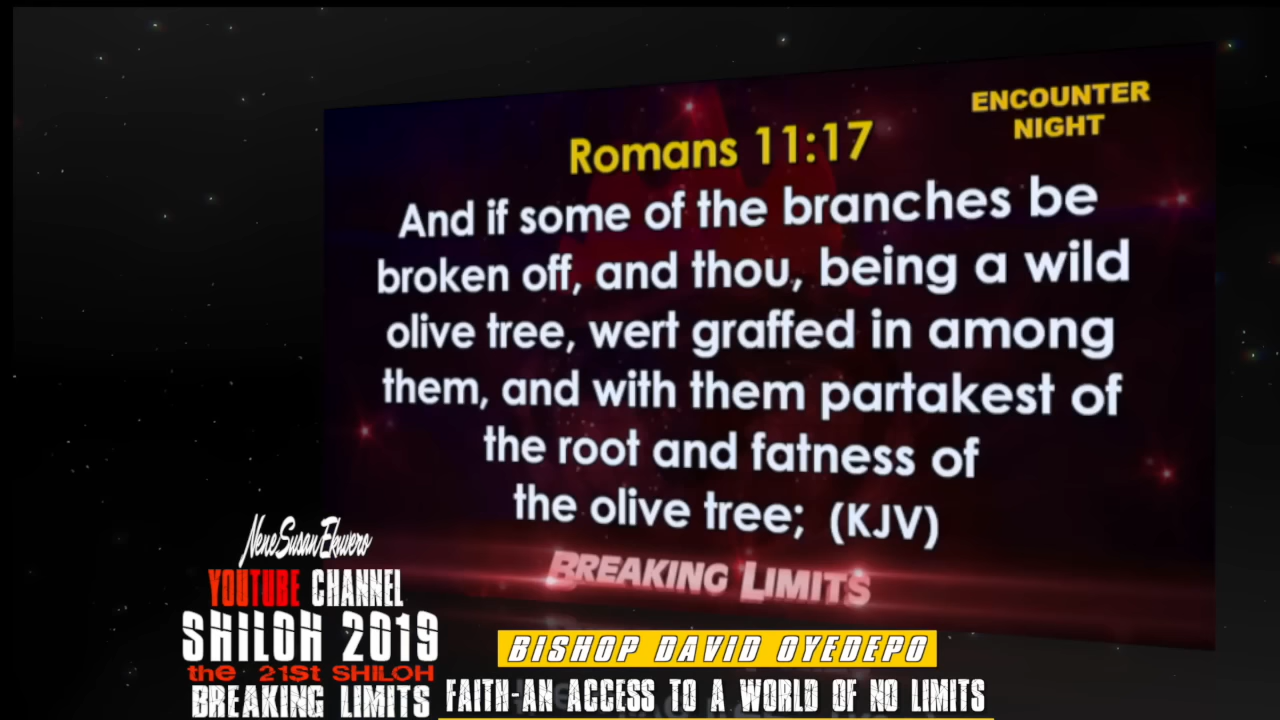 ENCOUNTER
NIGHT
Romans 11:17
And if some of the branches be
broken off, and thou, being a wild
olive tree, wert graffed in among
them, and with them partakest of
the root and fatness of
the olive tree; (KJV)
BREAKING LIMITS
NeneSusanEkwero
YOUTUBE CHANNEL
SHILOH 2019
the 21st SHILOH
BREAKING LIMITS
BISHOP DAVID OYEDEPO
FAITH-AN ACCESS TO A WORLD OF NO LIMITS